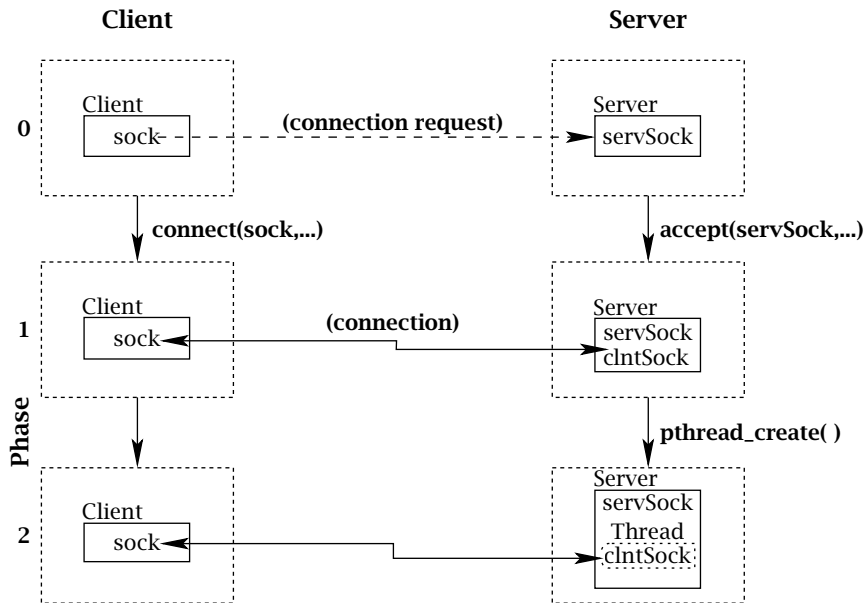 Client
Server
Client
Server
0
sock
(connection request)
servSock
connect(sock,...)
accept(servSock,...)
Client
Server
1
sock
(connection)
servSock
clntSock
Phase
pthread_create( )
Client
Server
servSock
2
sock
Thread
clntSock